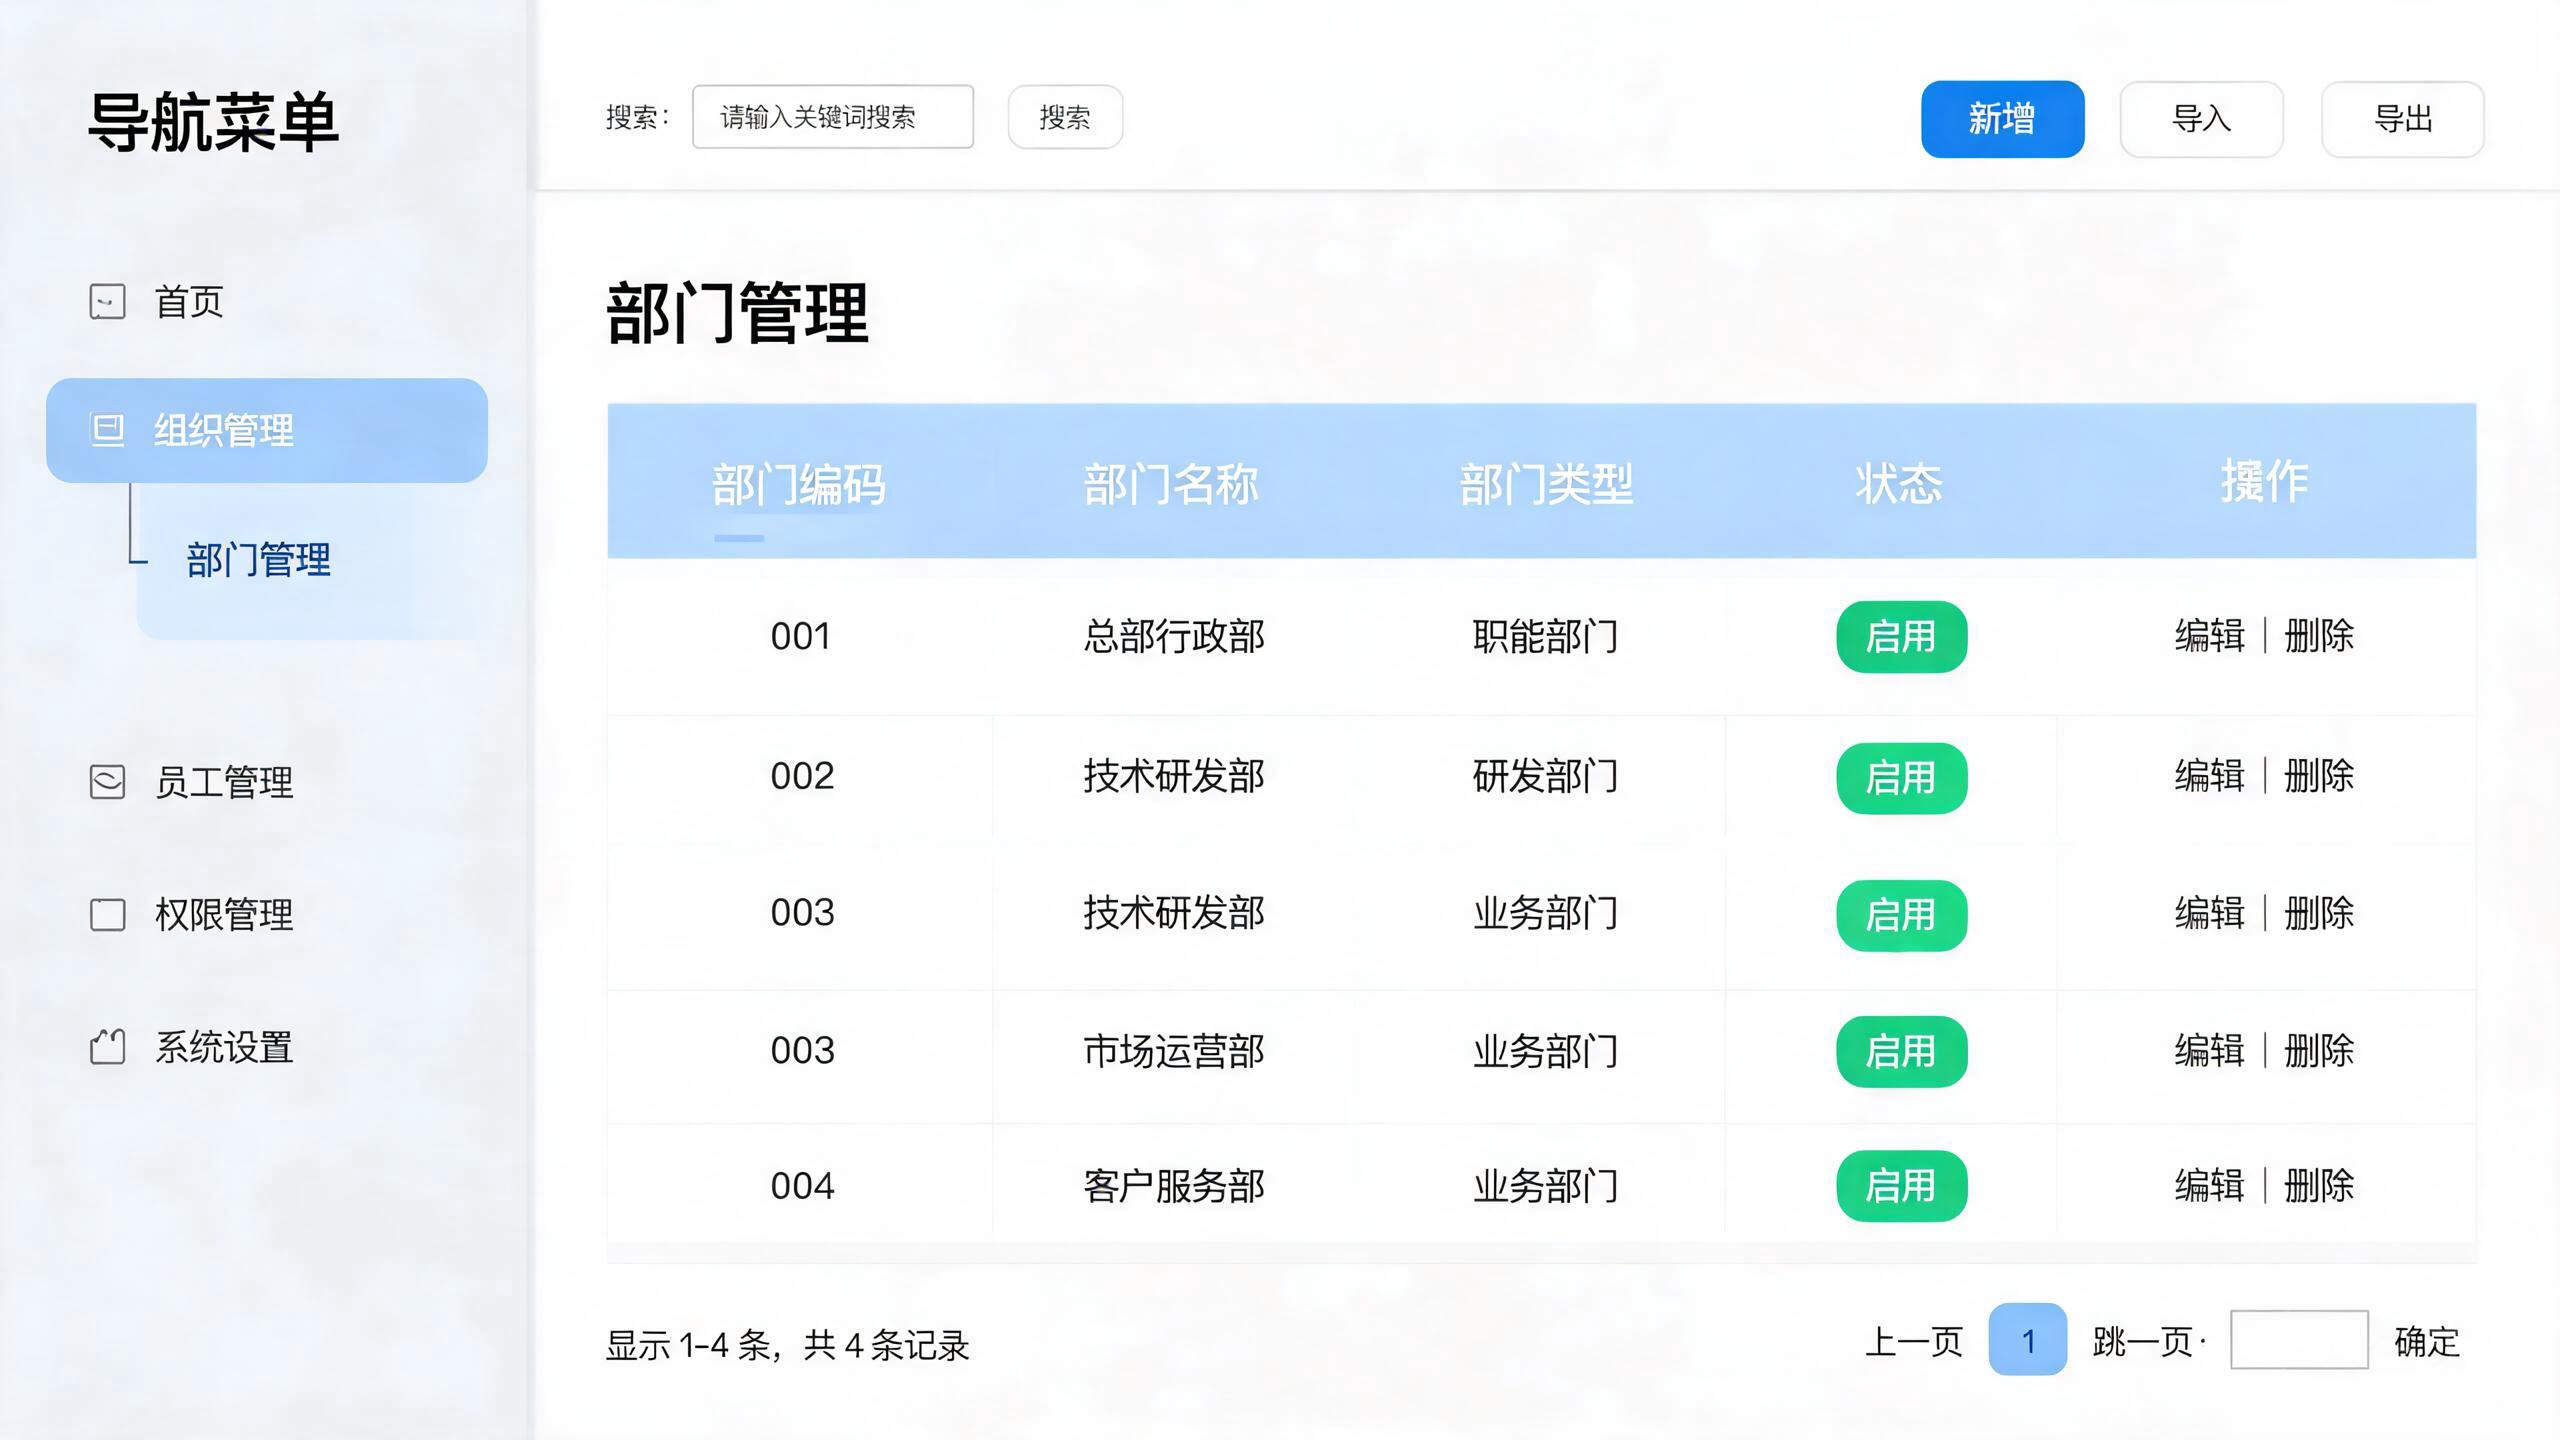 导航菜单
首页
组织管理
部门管理
员工管理
权限管理
系统设置
搜索： 请输入关键词搜索 搜索 新增 导入 导出
部门管理
部门编码 部门名称 部门类型 状态 操作
001 总部行政部 职能部门 启用 编辑｜删除
002 技术研发部 研发部门 启用 编辑｜删除
003 技术研发部 业务部门 启用 编辑｜删除
003 市场运营部 业务部门 启用 编辑｜删除
004 客户服务部 业务部门 启用 编辑｜删除
显示 1-4 条，共 4 条记录 上一页 1 跳一页· 确定